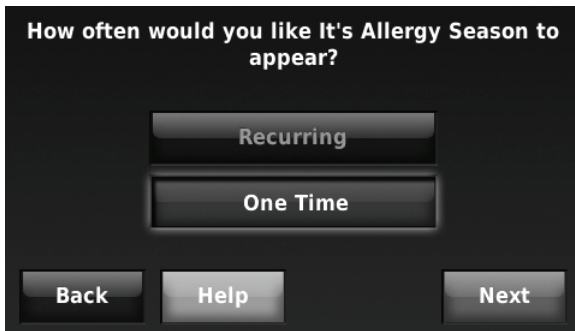 How often would you like It's Allergy Season to
appear?
Recurring
One Time
Back Help Next